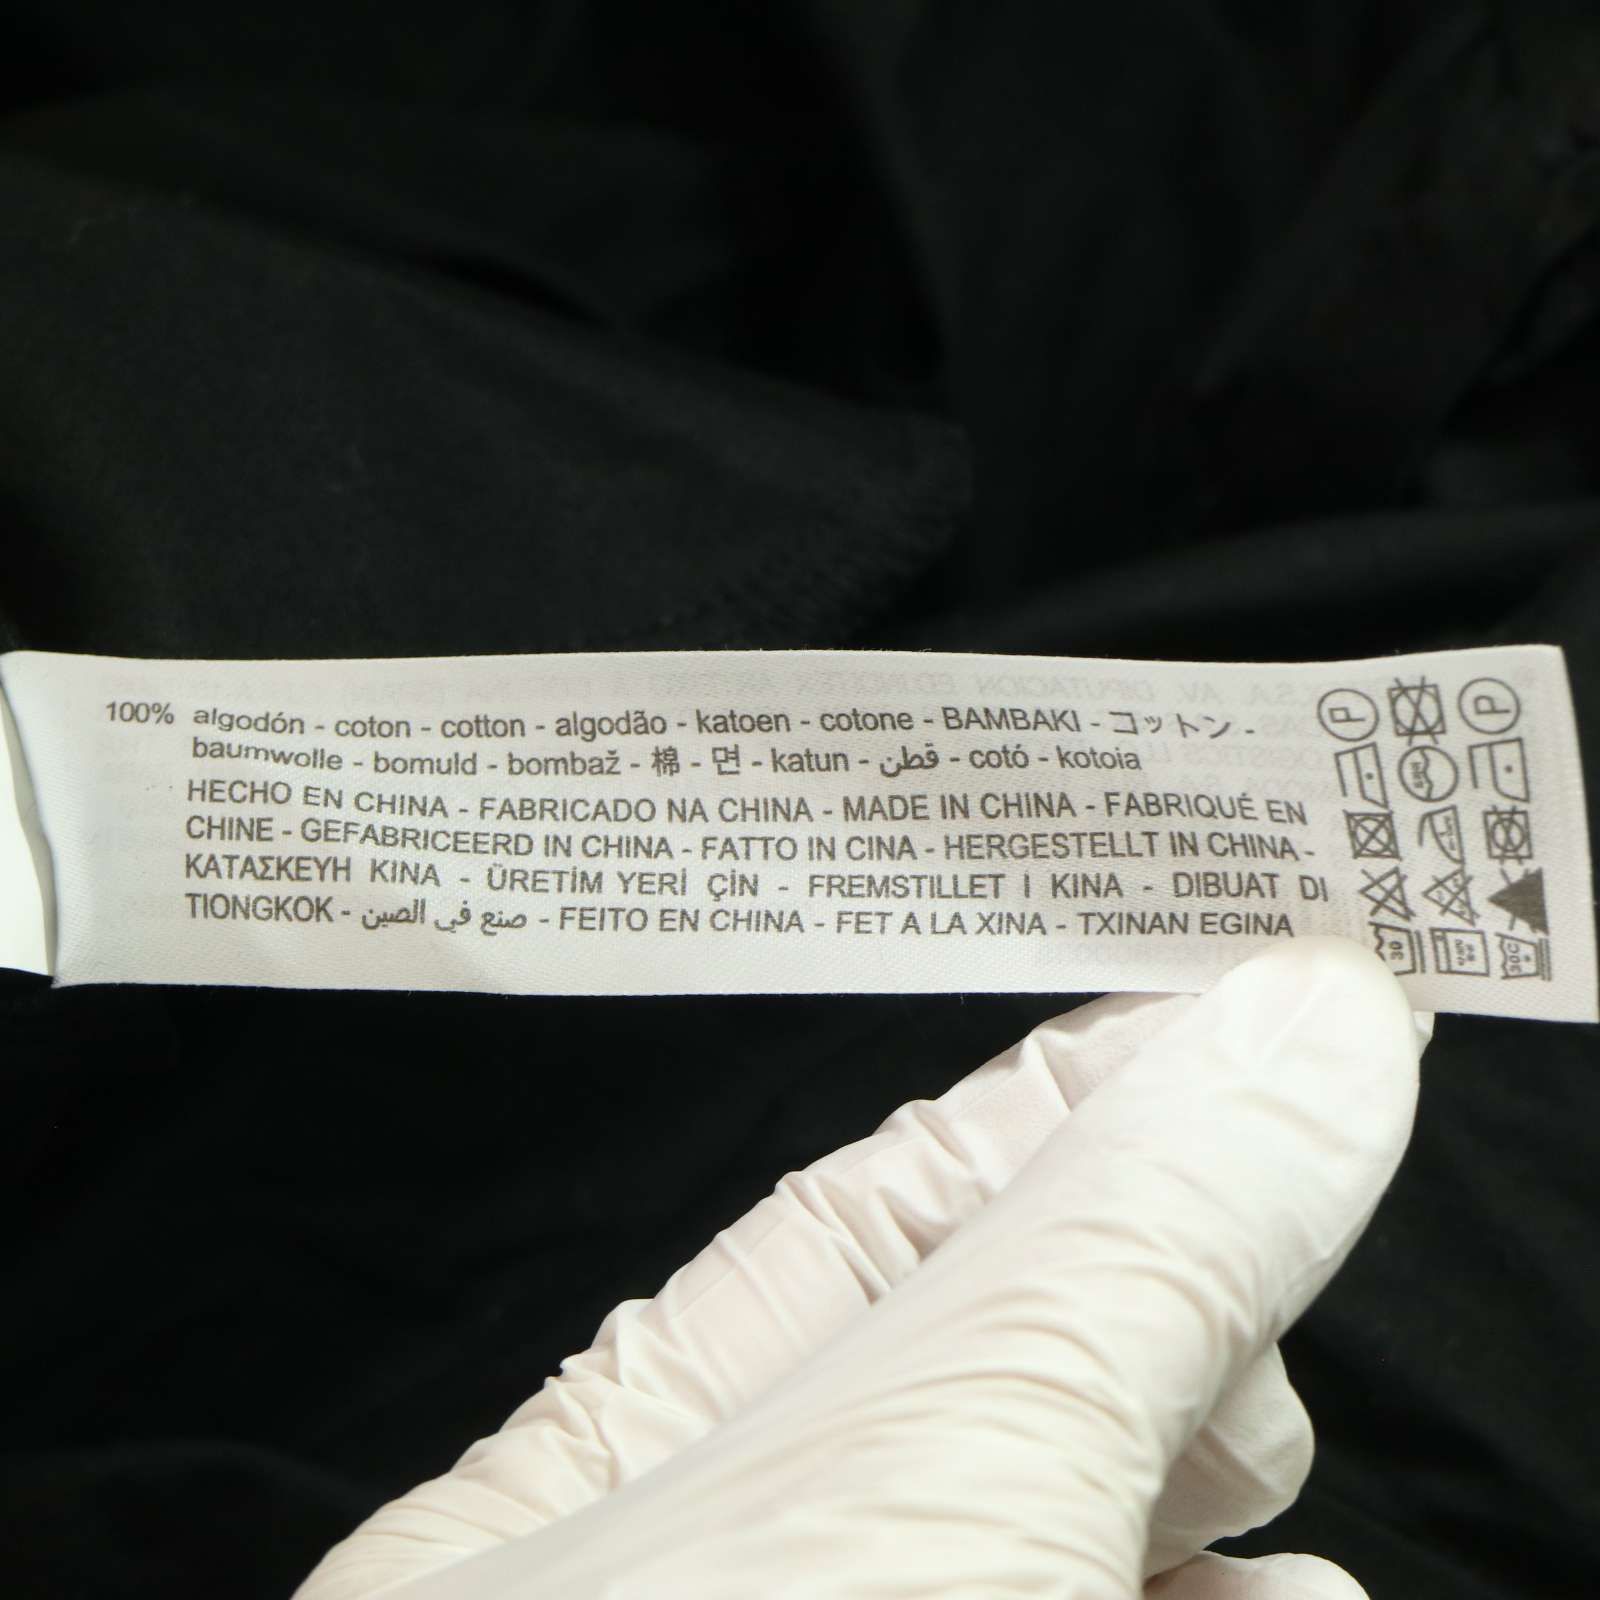 100% algodón - coton - cotton - algodão - katoen - cotone - BAMBAKI - コットン -
baumwolle - bomuld - bombaž - 棉 - 면 - katun - قطن - cotó - kotoia
HECHO EN CHINA - FABRICADO NA CHINA - MADE IN CHINA - FABRIQUÉ EN
CHINE - GEFABRICEERD IN CHINA - FATTO IN CINA - HERGESTELLT IN CHINA -
ΚΑΤΑΣΚΕΥΗ ΚΙΝΑ - ÜRETİM YERİ ÇİN - FREMSTILLET I KINA - DIBUAT DI
TIONGKOK - صنع في الصين - FEITO EN CHINA - FET A LA XINA - TXINAN EGINA
P P
30 30C